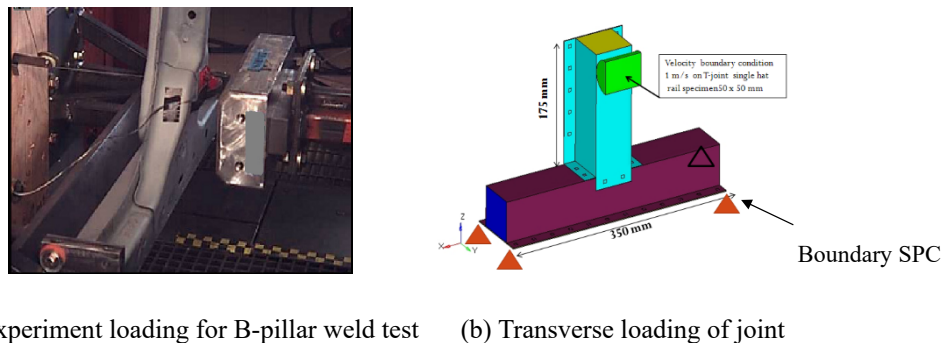 Velocity boundary condition
1 m/s on T-joint single hat
rail specimen50 x 50 mm
175 mm
350 mm
Z
X
Y
Boundary SPC
xperiment loading for B-pillar weld test
(b) Transverse loading of joint